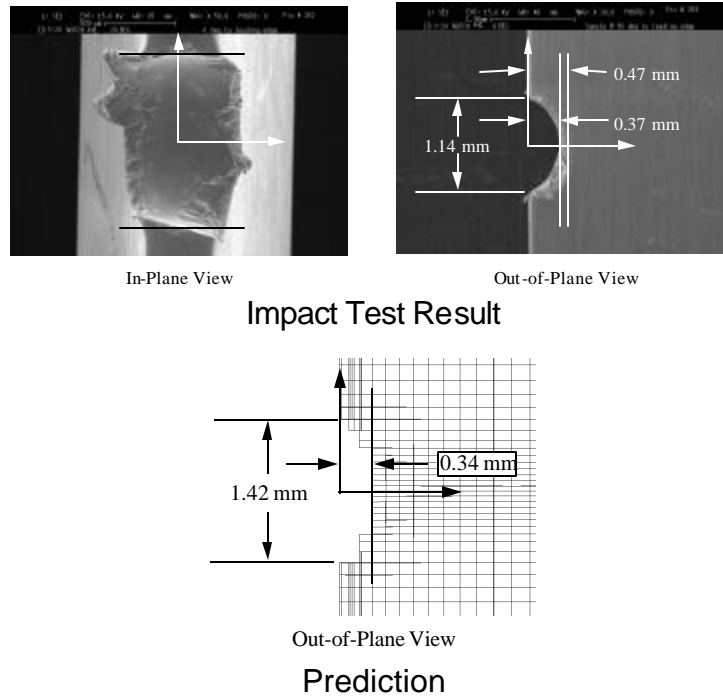 0.47 mm
0.37 mm
1.14 mm
In-Plane View
Out-of-Plane View
Impact Test Result
0.34 mm
1.42 mm
Out-of-Plane View
Prediction